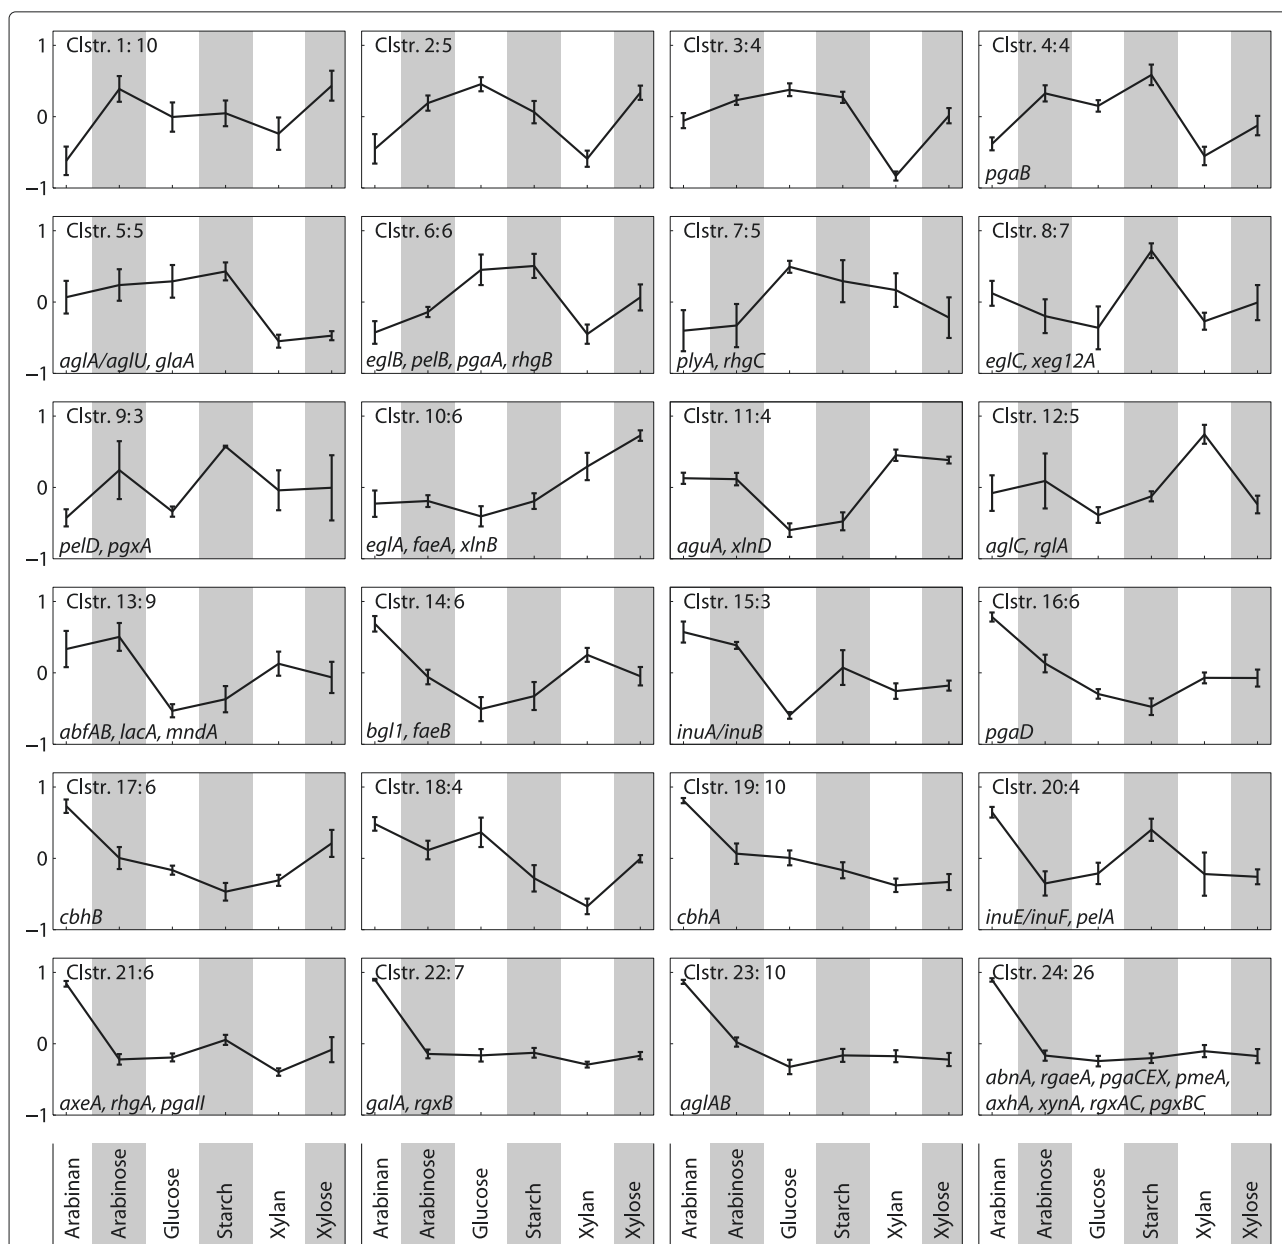 Clstr. 1: 10
Clstr. 2:5
Clstr. 3:4
Clstr. 4:4
1
0
−1
pgaB
Clstr. 5:5
Clstr. 6:6
Clstr. 7:5
Clstr. 8:7
1
0
−1
aglA/aglU, glaA
eglB, pelB, pgaA, rhgB
plyA, rhgC
eglC, xeg12A
Clstr. 9:3
Clstr. 10:6
Clstr. 11:4
Clstr. 12:5
1
0
−1
pelD, pgxA
eglA, faeA, xlnB
aguA, xlnD
aglC, rglA
Clstr. 13:9
Clstr. 14:6
Clstr. 15:3
Clstr. 16:6
1
0
−1
abfAB, lacA, mndA
bgl1, faeB
inuA/inuB
pgaD
Clstr. 17:6
Clstr. 18:4
Clstr. 19: 10
Clstr. 20:4
1
0
−1
cbhB
cbhA
inuE/inuF, pelA
Clstr. 21:6
Clstr. 22:7
Clstr. 23: 10
Clstr. 24: 26
1
0
−1
axeA, rhgA, pgaII
galA, rgxB
aglAB
abnA, rgaeA, pgaCEX, pmeA,
axhA, xynA, rgxAC, pgxBC
Arabinan
Arabinose
Glucose
Starch
Xylan
Xylose
Arabinan
Arabinose
Glucose
Starch
Xylan
Xylose
Arabinan
Arabinose
Glucose
Starch
Xylan
Xylose
Arabinan
Arabinose
Glucose
Starch
Xylan
Xylose